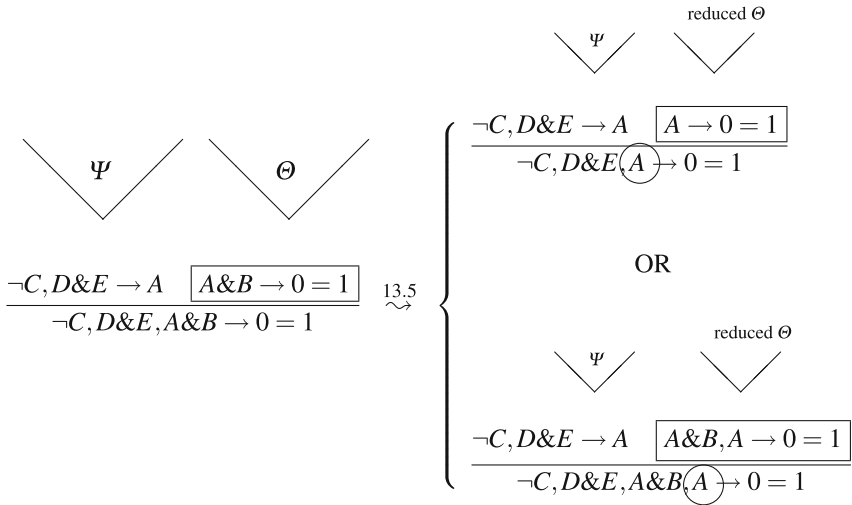 Ψ
Θ
¬C, D&E → A    A&B → 0 = 1
¬C, D&E, A&B → 0 = 1
13.5
⇝
reduced Θ
Ψ
¬C, D&E → A    A → 0 = 1
¬C, D&E, A → 0 = 1
OR
reduced Θ
Ψ
¬C, D&E → A    A&B, A → 0 = 1
¬C, D&E, A&B, A → 0 = 1